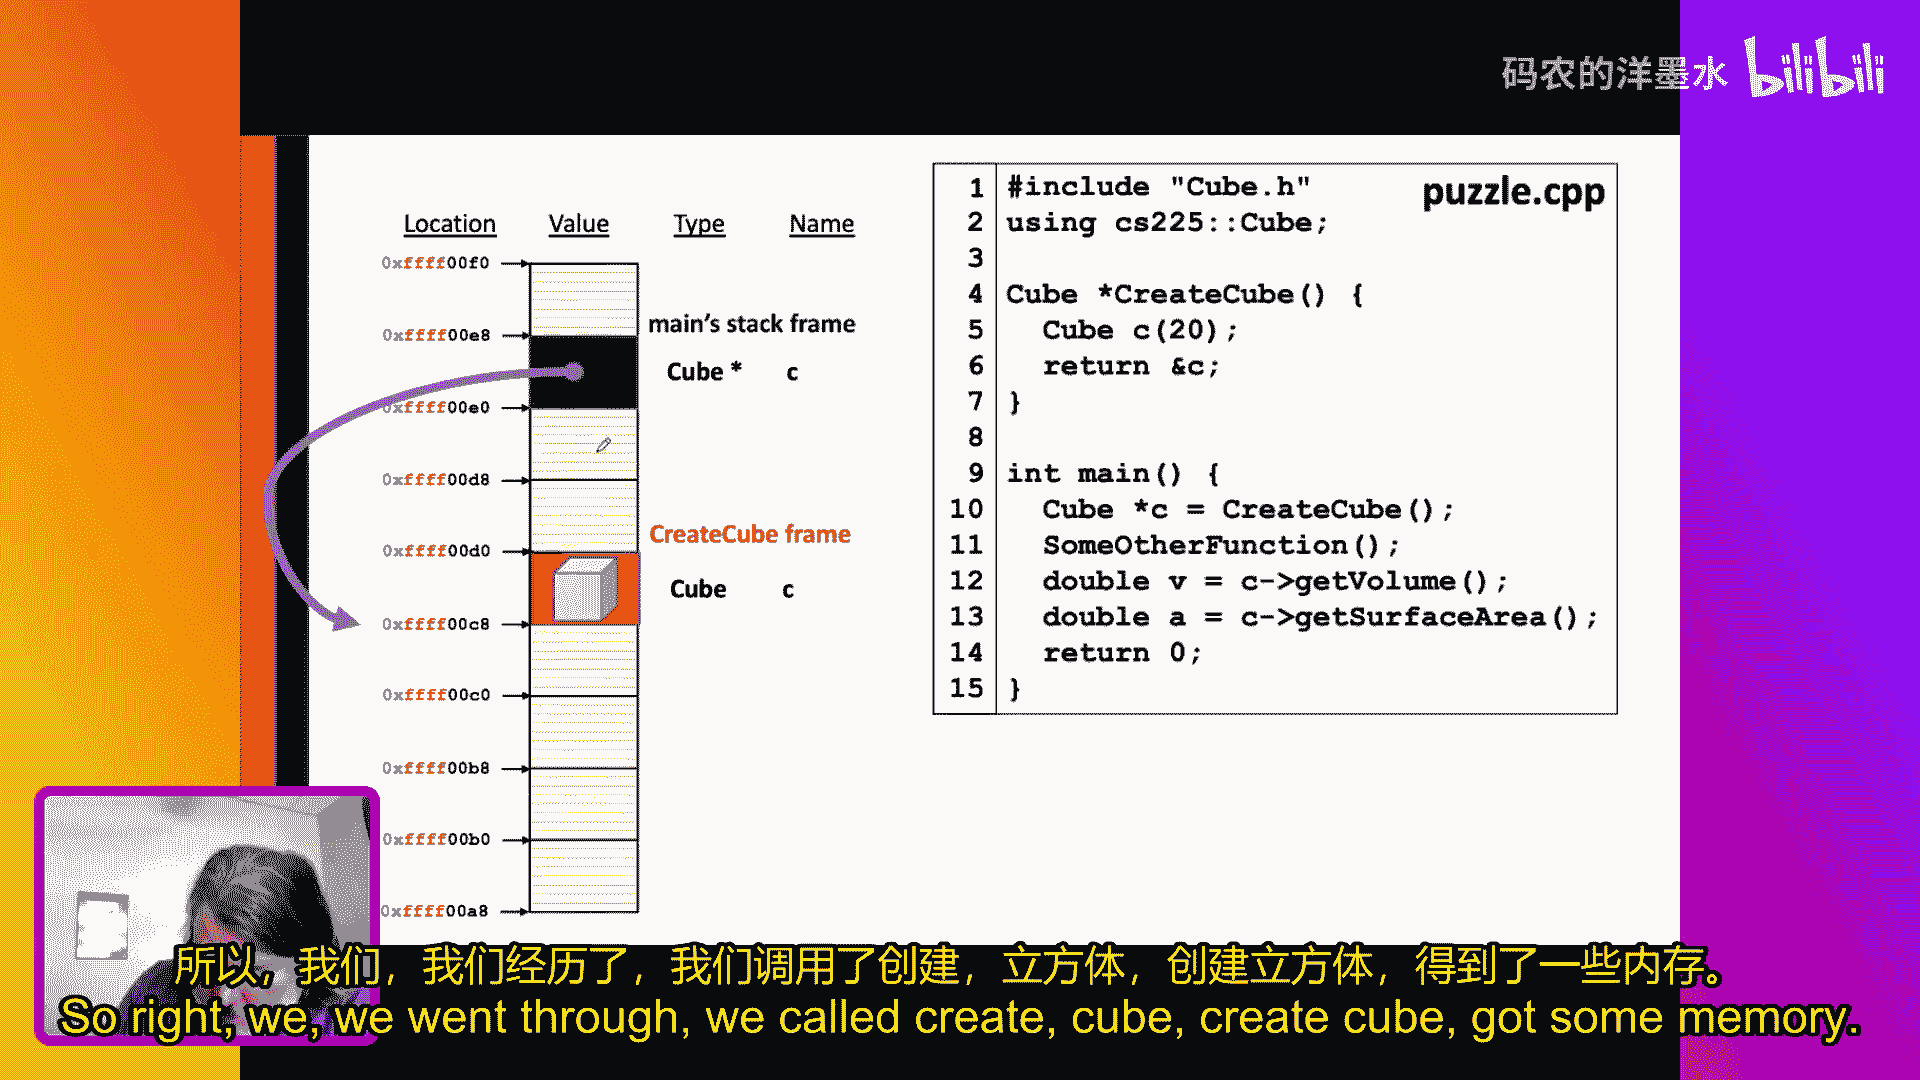 码农的洋墨水 bilibili
Location Value Type Name
0xffff00f0
main’s stack frame
0xffff00e8
Cube * c
0xffff00e0
0xffff00d8
CreateCube frame
0xffff00d0
Cube c
0xffff00c8
0xffff00c0
0xffff00b8
0xffff00b0
0xffff00a8
puzzle.cpp
1 #include "Cube.h"
2 using cs225::Cube;
3
4 Cube *CreateCube() {
5 Cube c(20);
6 return &c;
7 }
8
9 int main() {
10 Cube *c = CreateCube();
11 SomeOtherFunction();
12 double v = c->getVolume();
13 double a = c->getSurfaceArea();
14 return 0;
15 }
所以，我们，我们经历了，我们调用了创建，立方体，创建立方体，得到了一些内存。
So right, we, we went through, we called create, cube, create cube, got some memory.